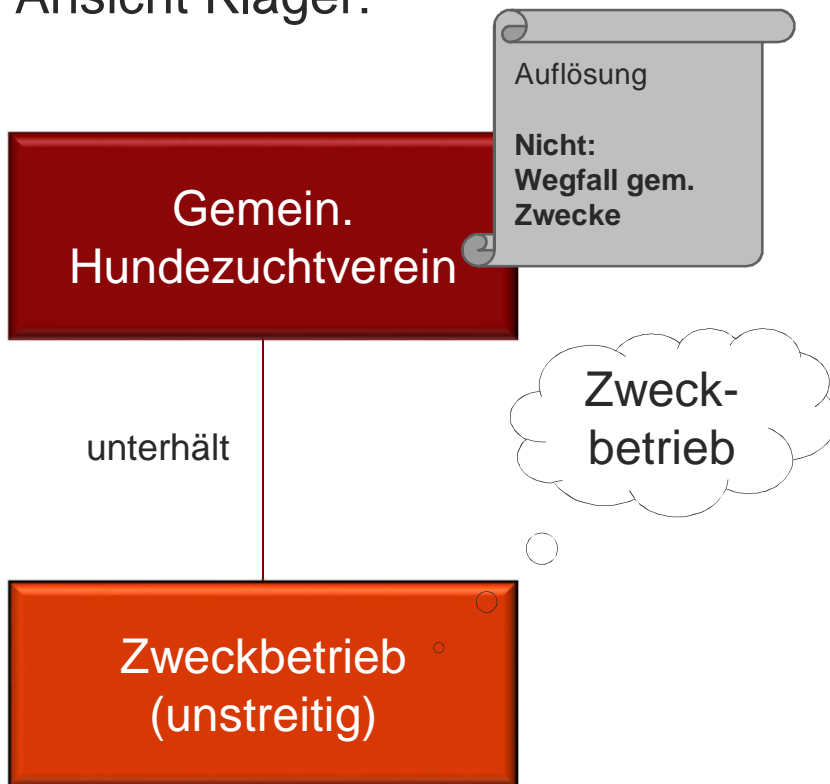 Ansicht Kläger:
Auflösung
Nicht:
Wegfall gem.
Zwecke
Gemein.
Hundezuchtverein
Zweck-
betrieb
unterhält
Zweckbetrieb
(unstreitig)